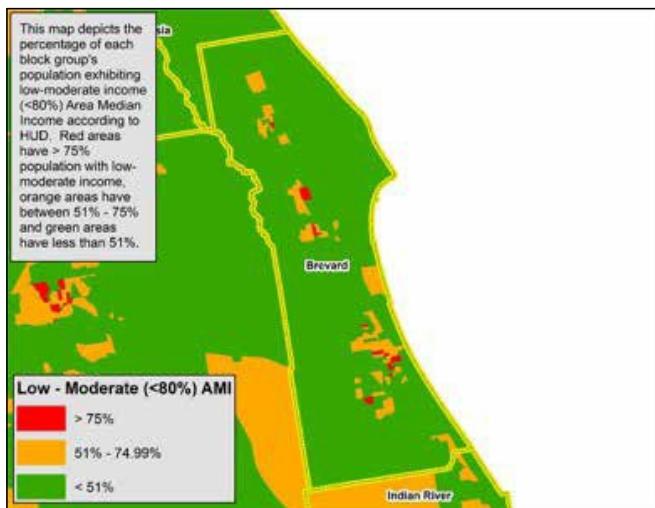 This map depicts the
percentage of each
block group's
population exhibiting
low-moderate income
(<80%) Area Median
Income according to
HUD. Red areas
have > 75%
population with low-
moderate income,
orange areas have
between 51% - 75%
and green areas
have less than 51%.
sia
Brevard
Low - Moderate (<80%) AMI
> 75%
51% - 74.99%
< 51%
Indian River